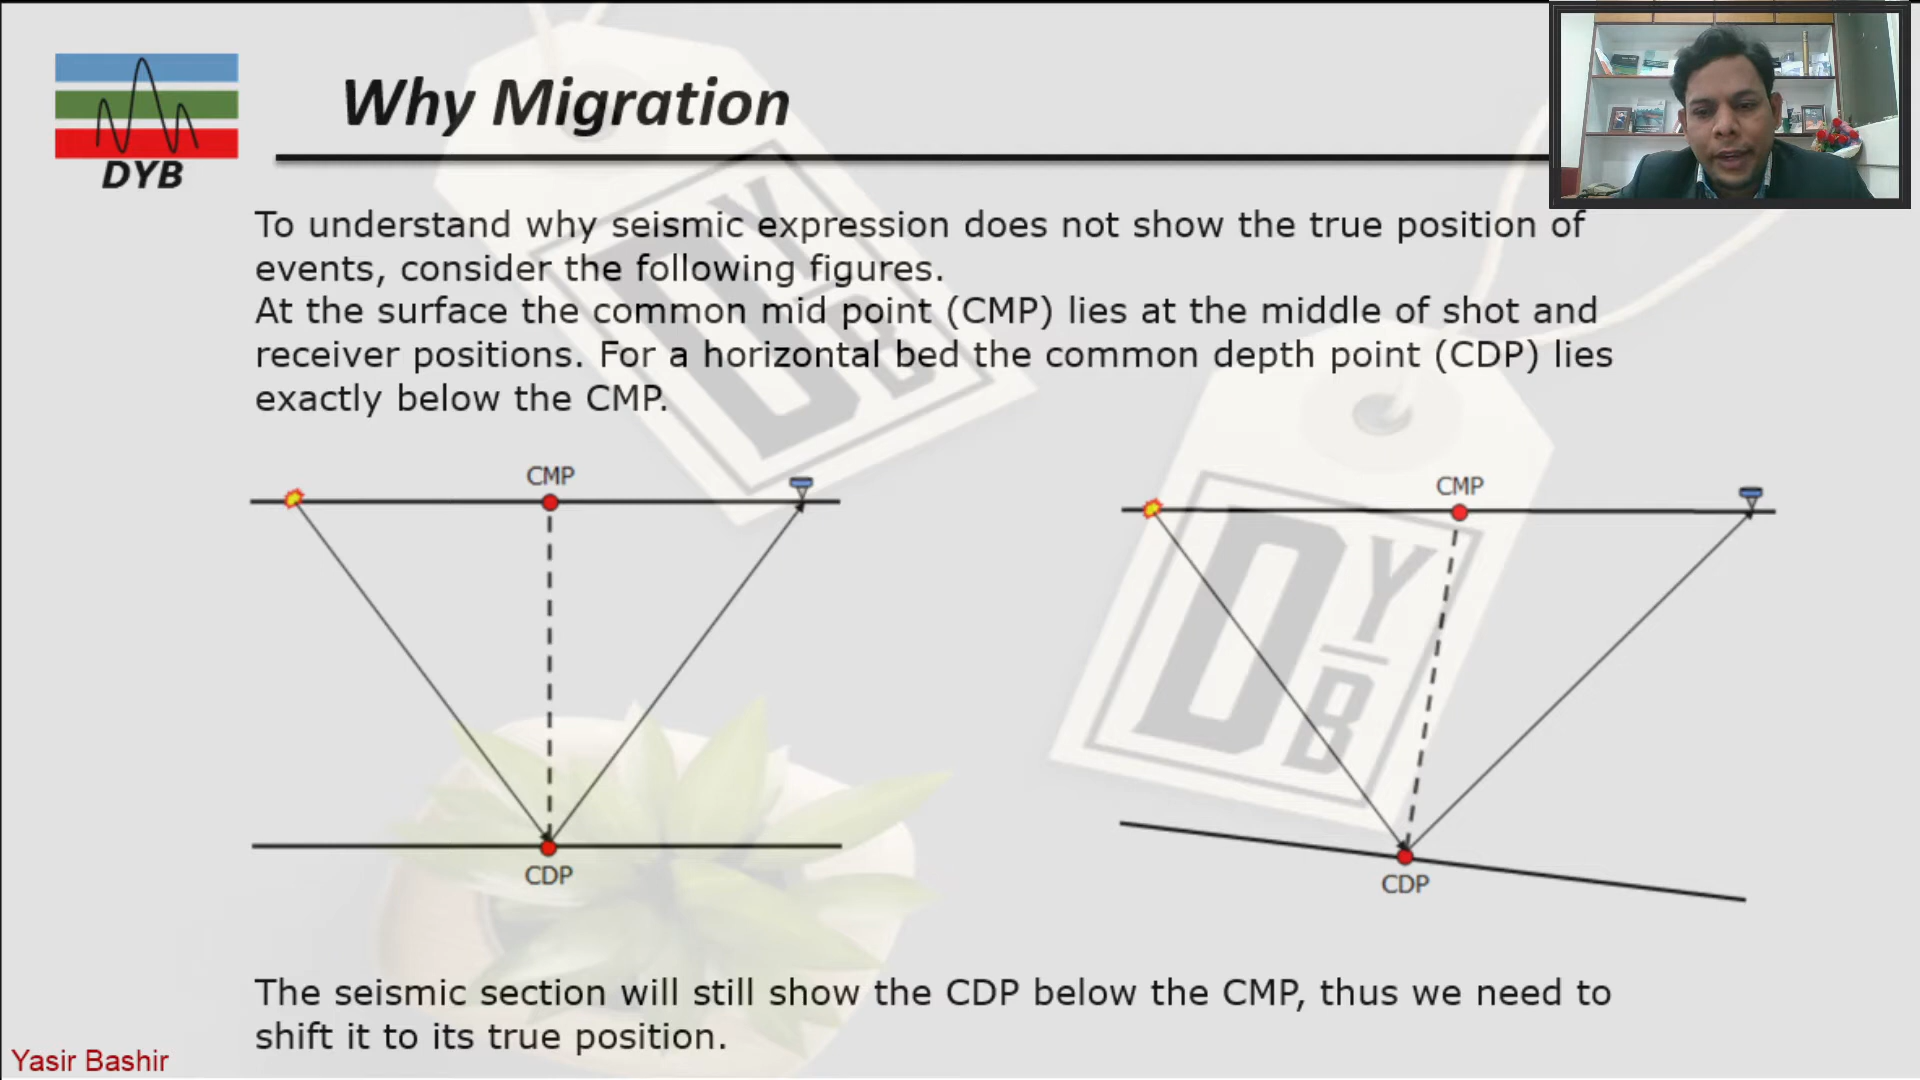 Why Migration
DYB
To understand why seismic expression does not show the true position of
events, consider the following figures.
At the surface the common mid point (CMP) lies at the middle of shot and
receiver positions. For a horizontal bed the common depth point (CDP) lies
exactly below the CMP.
CMP
CDP
CMP
CDP
DYB
DYB
The seismic section will still show the CDP below the CMP, thus we need to
shift it to its true position.
Yasir Bashir